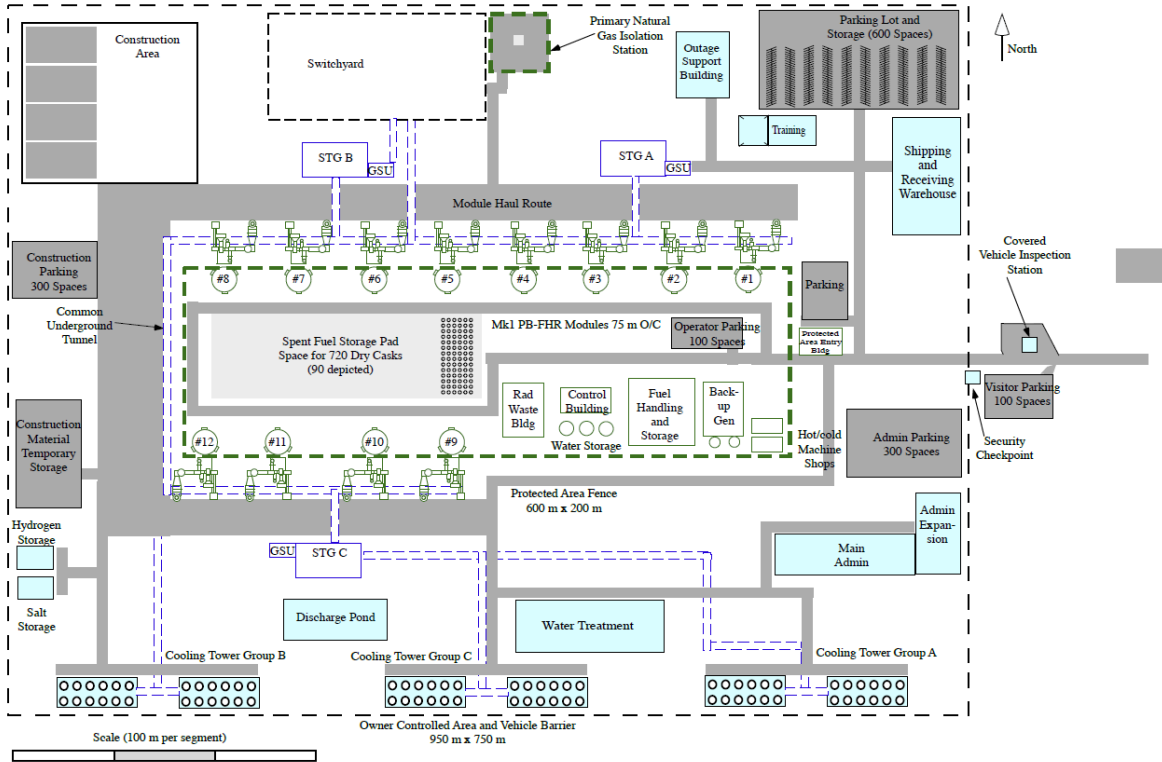 Construction
Area
Switchyard
Primary Natural
Gas Isolation
Station
Outage
Support
Building
Parking Lot and
Storage (600 Spaces)
North
Training
Shipping
and
Receiving
Warehouse
STG B
GSU
STG A
GSU
Module Haul Route
Construction
Parking
300 Spaces
Common
Underground
Tunnel
#8
#7
#6
#5
#4
#3
#2
#1
Parking
Covered
Vehicle Inspection
Station
Mk1 PB-FHR Modules 75 m O/C
Operator Parking
100 Spaces
Protected
Area Entry
Bldg
Spent Fuel Storage Pad
Space for 720 Dry Casks
(90 depicted)
Rad
Waste
Bldg
Control
Building
Water Storage
Fuel
Handling
and
Storage
Back-
up
Gen
Hot/cold
Machine
Shops
Visitor Parking
100 Spaces
Security
Checkpoint
Admin Parking
300 Spaces
Construction
Material
Temporary
Storage
#12
#11
#10
#9
Protected Area Fence
600 m x 200 m
Hydrogen
Storage
Salt
Storage
GSU
STG C
Main
Admin
Admin
Expan-
sion
Discharge Pond
Water Treatment
Cooling Tower Group B
Cooling Tower Group C
Cooling Tower Group A
Owner Controlled Area and Vehicle Barrier
950 m x 750 m
Scale (100 m per segment)